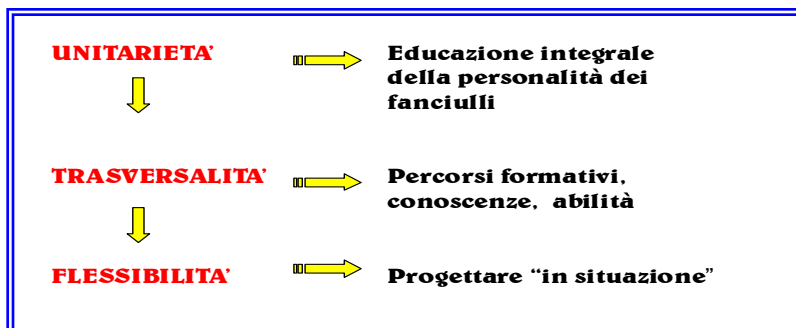 UNITARIETA’ Educazione integrale
della personalità dei
fanciulli
TRASVERSALITA’ Percorsi formativi,
conoscenze, abilità
FLESSIBILITA’ Progettare “in situazione”